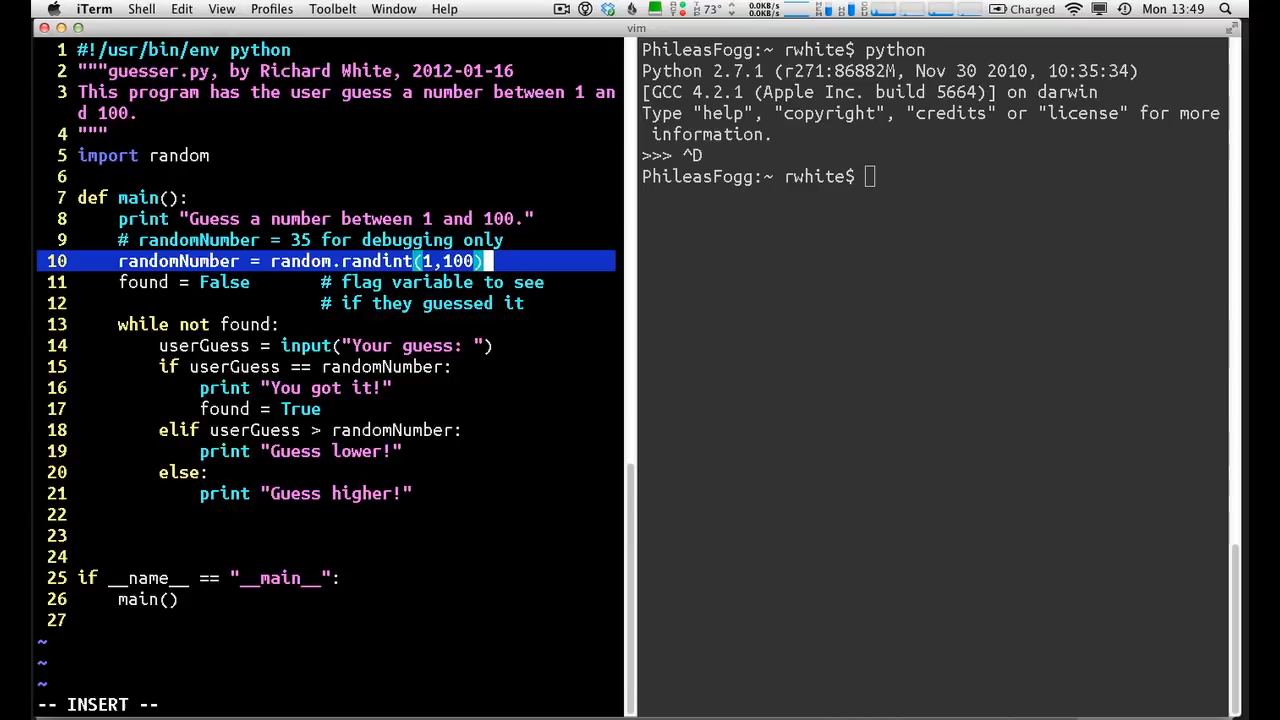 iTerm Shell Edit View Profiles Toolbelt Window Help 73° 0.0KB/s 0.0KB/s Charged Mon 13:49
vim
1 #!/usr/bin/env python
2 """guesser.py, by Richard White, 2012-01-16
3 This program has the user guess a number between 1 an
d 100.
4 """
5 import random
6
7 def main():
8 print "Guess a number between 1 and 100."
9 # randomNumber = 35 for debugging only
10 randomNumber = random.randint(1,100)
11 found = False # flag variable to see
12 # if they guessed it
13 while not found:
14 userGuess = input("Your guess: ")
15 if userGuess == randomNumber:
16 print "You got it!"
17 found = True
18 elif userGuess > randomNumber:
19 print "Guess lower!"
20 else:
21 print "Guess higher!"
22
23
24
25 if __name__ == "__main__":
26 main()
27
~
~
~
-- INSERT --
PhileasFogg:~ rwhite$ python
Python 2.7.1 (r271:86882M, Nov 30 2010, 10:35:34)
[GCC 4.2.1 (Apple Inc. build 5664)] on darwin
Type "help", "copyright", "credits" or "license" for more
information.
>>> ^D
PhileasFogg:~ rwhite$